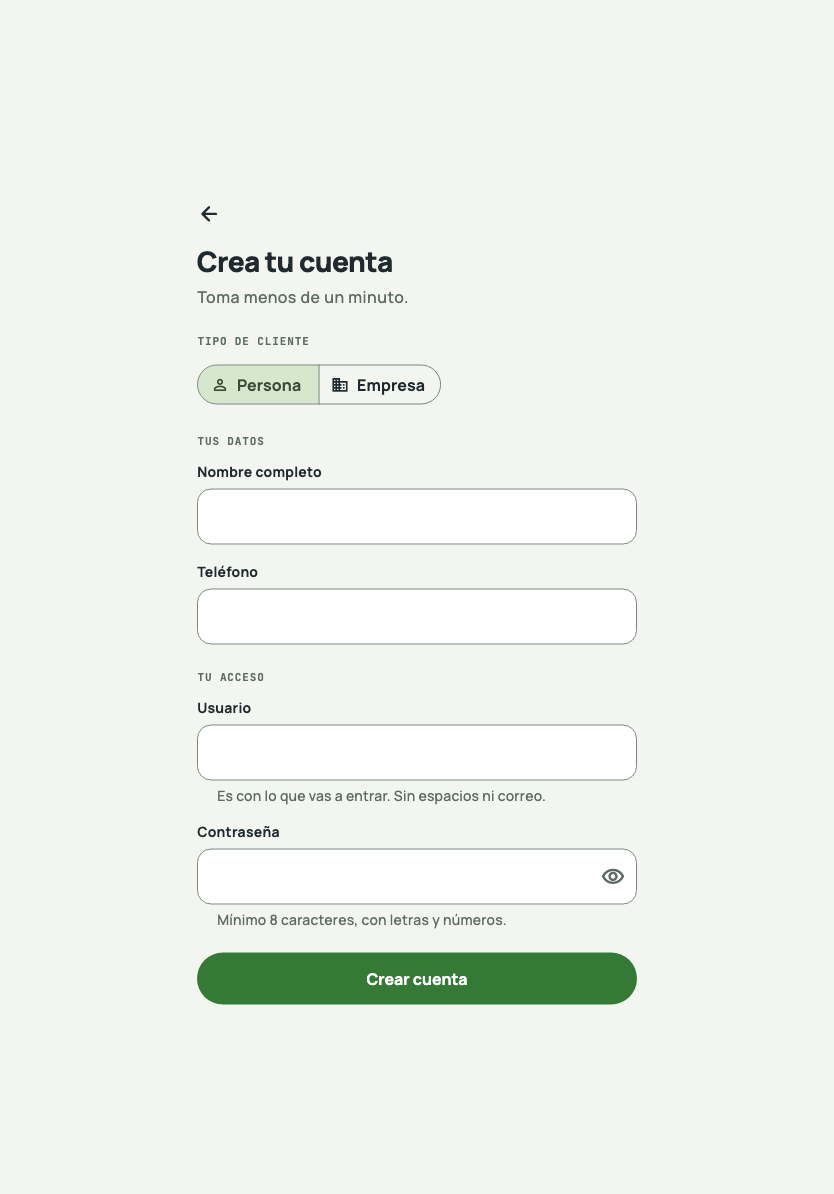 Crea tu cuenta
Toma menos de un minuto.
TIPO DE CLIENTE
Persona
Empresa
TUS DATOS
Nombre completo
Teléfono
TU ACCESO
Usuario
Es con lo que vas a entrar. Sin espacios ni correo.
Contraseña
Mínimo 8 caracteres, con letras y números.
Crear cuenta